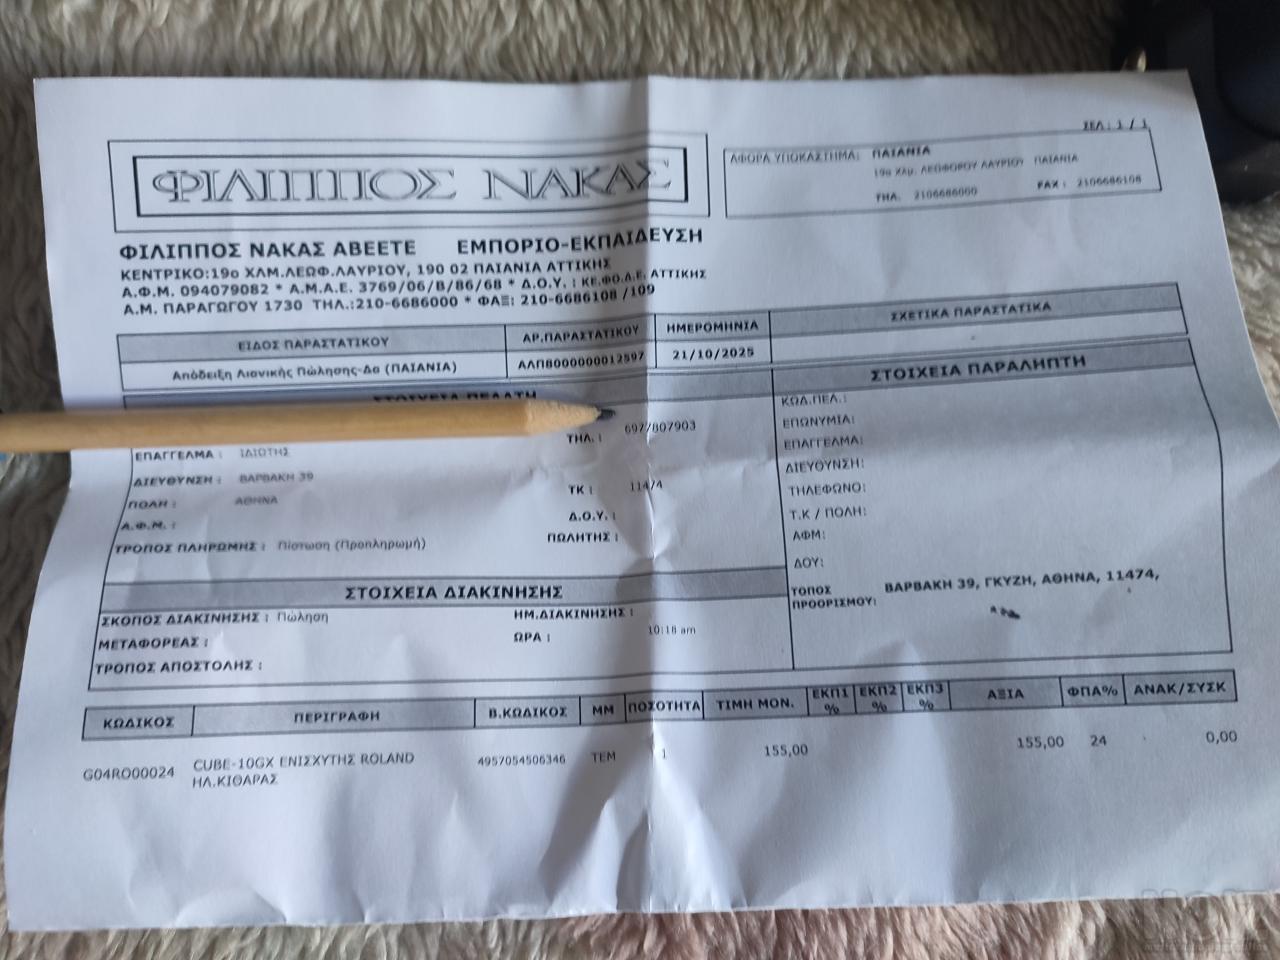 ΣΕΛ: 1 / 1
ΦΙΛΙΠΠΟΣ ΝΑΚΑΣ
ΑΦΟΡΑ ΥΠΟΚΑΣΤΗΜΑ: ΠΑΙΑΝΙΑ
19ο Χλμ. ΛΕΩΦΟΡΟΥ ΛΑΥΡΙΟΥ ΠΑΙΑΝΙΑ
ΤΗΛ. 2106686000 FAX : 2106686108
ΦΙΛΙΠΠΟΣ ΝΑΚΑΣ ΑΒΕΕΤΕ ΕΜΠΟΡΙΟ-ΕΚΠΑΙΔΕΥΣΗ
ΚΕΝΤΡΙΚΟ:19ο ΧΛΜ.ΛΕΩΦ.ΛΑΥΡΙΟΥ, 190 02 ΠΑΙΑΝΙΑ ΑΤΤΙΚΗΣ
Α.Φ.Μ. 094079082 * Α.Μ.Α.Ε. 3769/06/Β/86/68 * Δ.Ο.Υ. : ΚΕ.ΦΟ.Δ.Ε. ΑΤΤΙΚΗΣ
Α.Μ. ΠΑΡΑΓΩΓΟΥ 1730 ΤΗΛ.:210-6686000 * ΦΑΞ: 210-6686108 /109
ΕΙΔΟΣ ΠΑΡΑΣΤΑΤΙΚΟΥ ΑΡ.ΠΑΡΑΣΤΑΤΙΚΟΥ ΗΜΕΡΟΜΗΝΙΑ ΣΧΕΤΙΚΑ ΠΑΡΑΣΤΑΤΙΚΑ
Απόδειξη Λιανικής Πώλησης-Δα (ΠΑΙΑΝΙΑ) ΑΛΠ8000000012597 21/10/2025
ΣΤΟΙΧΕΙΑ ΠΕΛΑΤΗ
ΤΗΛ. : 6977807903
ΕΠΑΓΓΕΛΜΑ : ΙΔΙΩΤΗΣ
ΔΙΕΥΘΥΝΣΗ : ΒΑΡΒΑΚΗ 39
ΤΚ : 11474
ΠΟΛΗ : ΑΘΗΝΑ
Δ.Ο.Υ. :
Α.Φ.Μ. :
ΠΩΛΗΤΗΣ :
ΤΡΟΠΟΣ ΠΛΗΡΩΜΗΣ : Πίστωση (Προπληρωμή)
ΣΤΟΙΧΕΙΑ ΠΑΡΑΛΗΠΤΗ
ΚΩΔ.ΠΕΛ.:
ΕΠΩΝΥΜΙΑ:
ΕΠΑΓΓΕΛΜΑ:
ΔΙΕΥΘΥΝΣΗ:
ΤΗΛΕΦΩΝΟ:
Τ.Κ / ΠΟΛΗ:
ΑΦΜ:
ΔΟΥ:
ΤΟΠΟΣ ΠΡΟΟΡΙΣΜΟΥ: ΒΑΡΒΑΚΗ 39, ΓΚΥΖΗ, ΑΘΗΝΑ, 11474,
ΣΤΟΙΧΕΙΑ ΔΙΑΚΙΝΗΣΗΣ
ΣΚΟΠΟΣ ΔΙΑΚΙΝΗΣΗΣ : Πώληση ΗΜ.ΔΙΑΚΙΝΗΣΗΣ :
ΜΕΤΑΦΟΡΕΑΣ : ΩΡΑ : 10:18 am
ΤΡΟΠΟΣ ΑΠΟΣΤΟΛΗΣ :
ΚΩΔΙΚΟΣ ΠΕΡΙΓΡΑΦΗ Β.ΚΩΔΙΚΟΣ ΜΜ ΠΟΣΟΤΗΤΑ ΤΙΜΗ ΜΟΝ. ΕΚΠ1 % ΕΚΠ2 % ΕΚΠ3 % ΑΞΙΑ ΦΠΑ% ΑΝΑΚ/ΣΥΣΚ
G04RO00024 CUBE-10GX ΕΝΙΣΧΥΤΗΣ ROLAND 4957054506346 ΤΕΜ 1 155,00 155,00 24 0,00
ΗΛ.ΚΙΘΑΡΑΣ